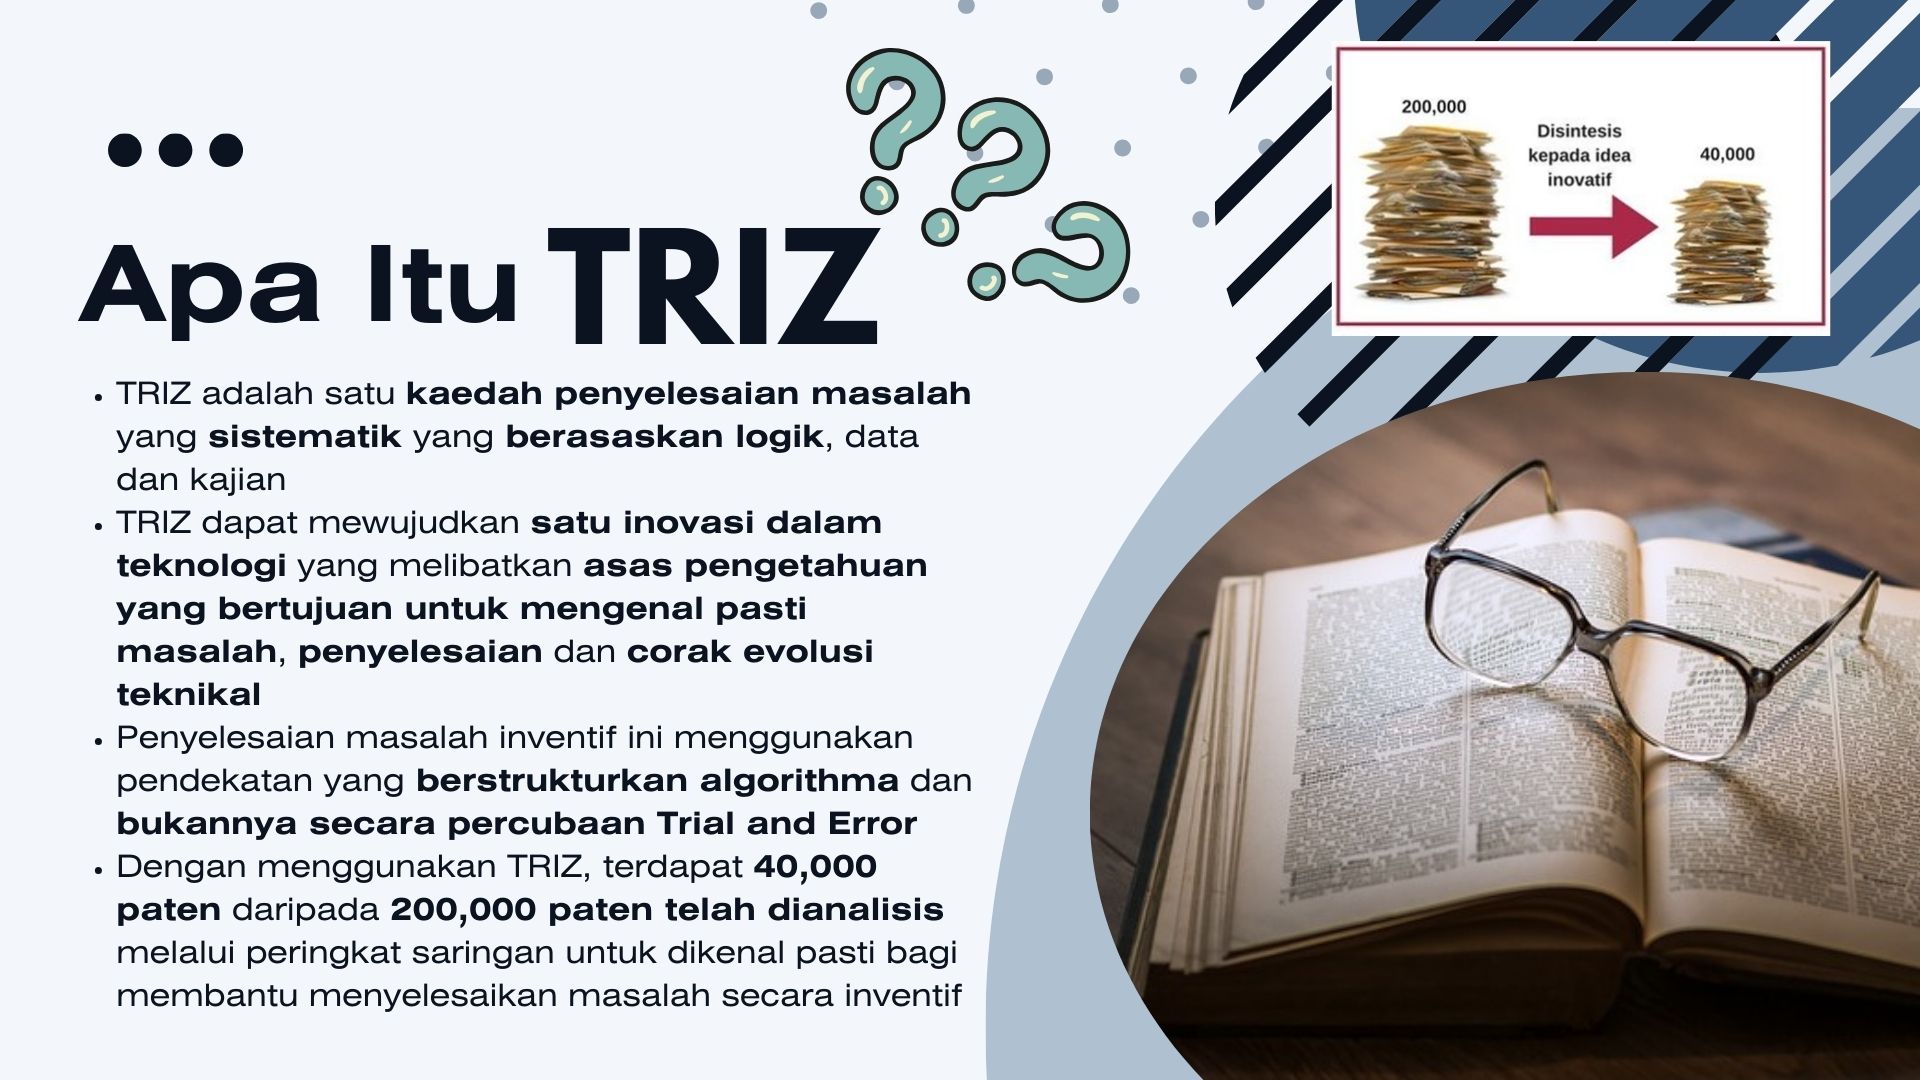 Apa Itu TRIZ
• TRIZ adalah satu kaedah penyelesaian masalah
yang sistematik yang berasaskan logik, data
dan kajian
• TRIZ dapat mewujudkan satu inovasi dalam
teknologi yang melibatkan asas pengetahuan
yang bertujuan untuk mengenal pasti
masalah, penyelesaian dan corak evolusi
teknikal
• Penyelesaian masalah inventif ini menggunakan
pendekatan yang berstrukturkan algorithma dan
bukannya secara percubaan Trial and Error
• Dengan menggunakan TRIZ, terdapat 40,000
paten daripada 200,000 paten telah dianalisis
melalui peringkat saringan untuk dikenal pasti bagi
membantu menyelesaikan masalah secara inventif
200,000
Disintesis
kepada idea
inovatif
40,000